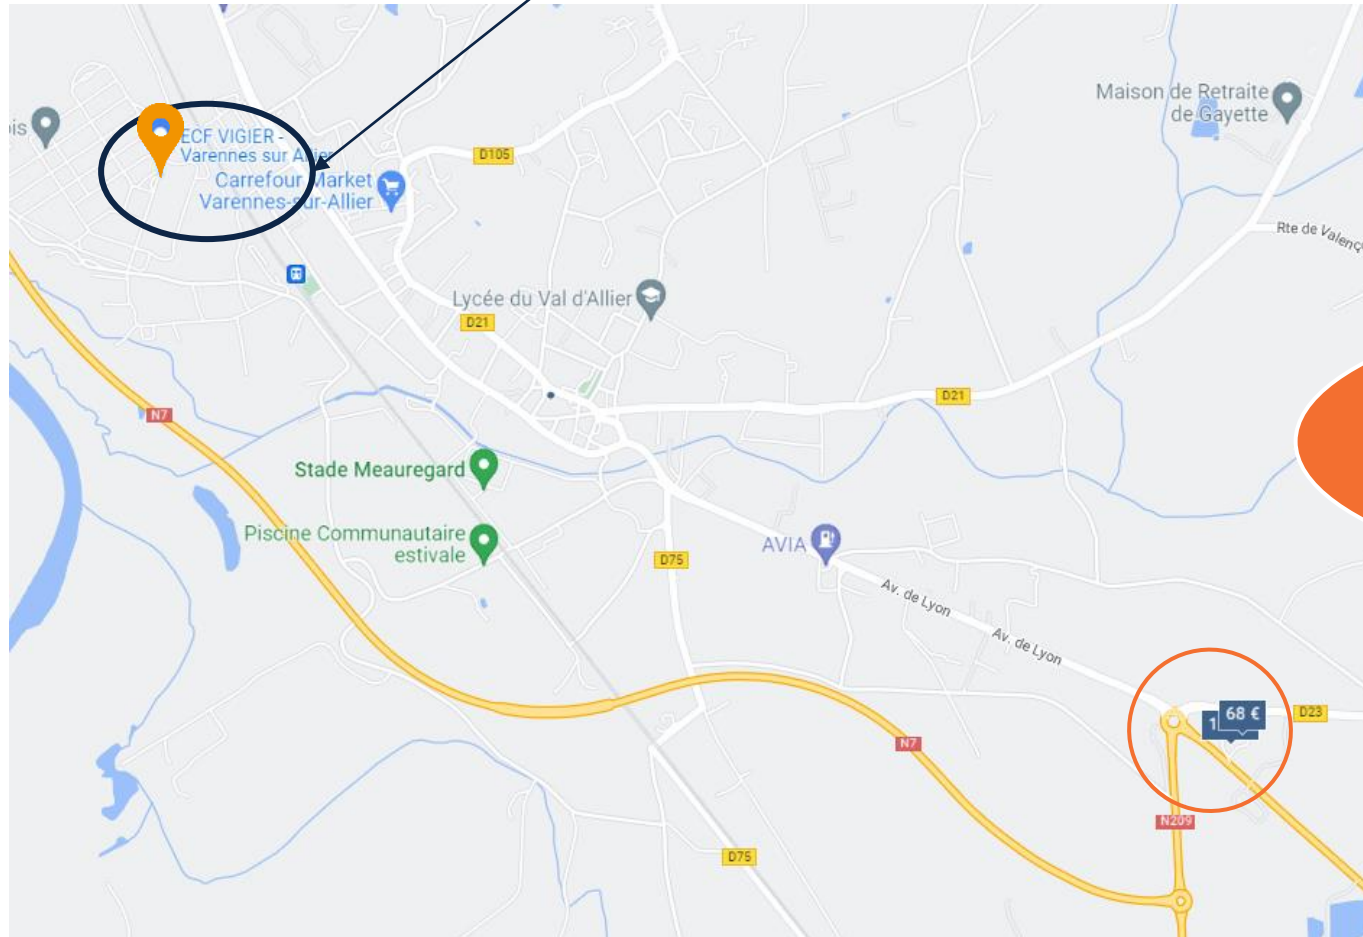 Maison de Retraite
de Gayette
ECF VIGIER -
Varennes sur Allier
D105
Carrefour Market
Varennes-sur-Allier
Rte de
Lycée du Val d'Allier
D21
D21
N7
Stade Meauregard
Piscine Communautaire
estivale
AVIA
D75
Av. de Lyon
Av. de Lyon
68 €
D23
N7
N209
D75